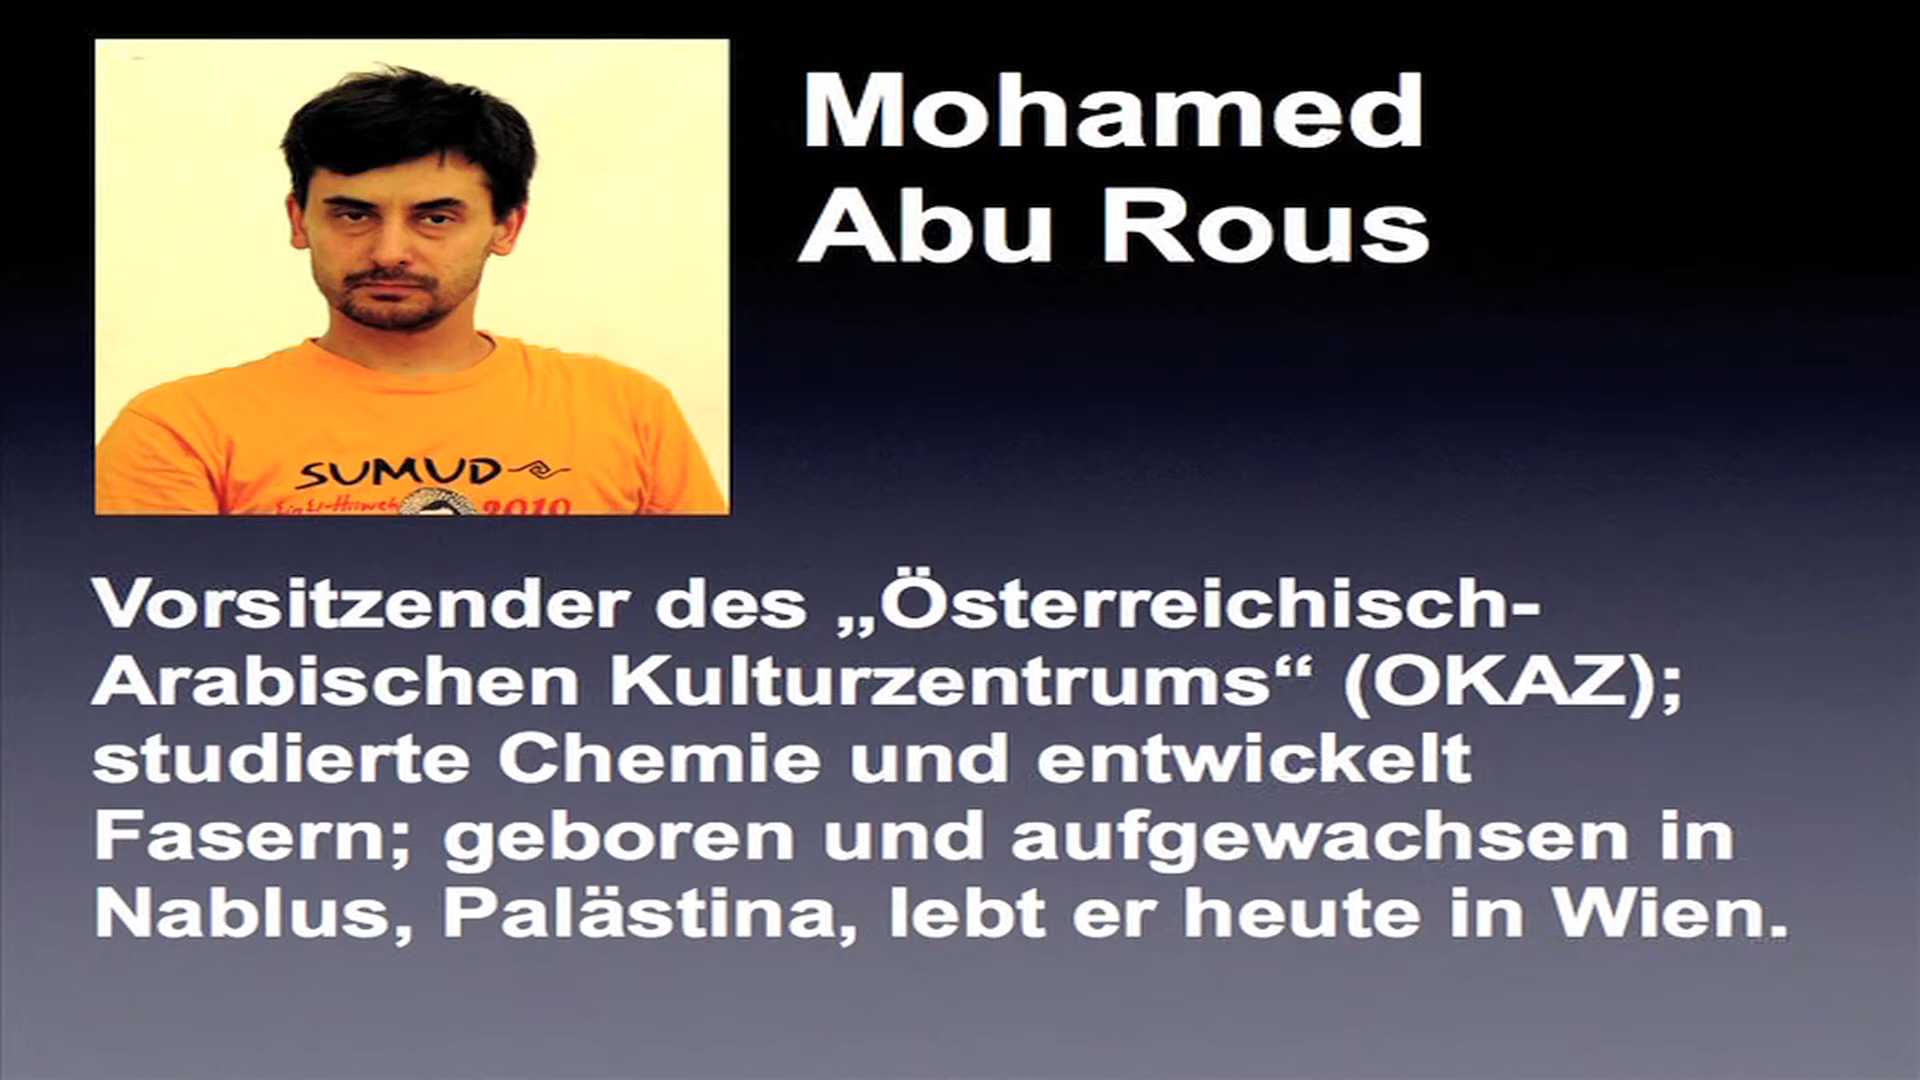 Mohamed
Abu Rous
SUMUD
2010
Vorsitzender des „Österreichisch-
Arabischen Kulturzentrums“ (OKAZ);
studierte Chemie und entwickelt
Fasern; geboren und aufgewachsen in
Nablus, Palästina, lebt er heute in Wien.